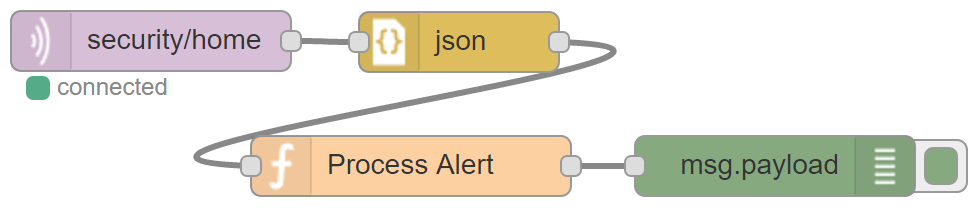 security/home
json
connected
Process Alert
msg.payload